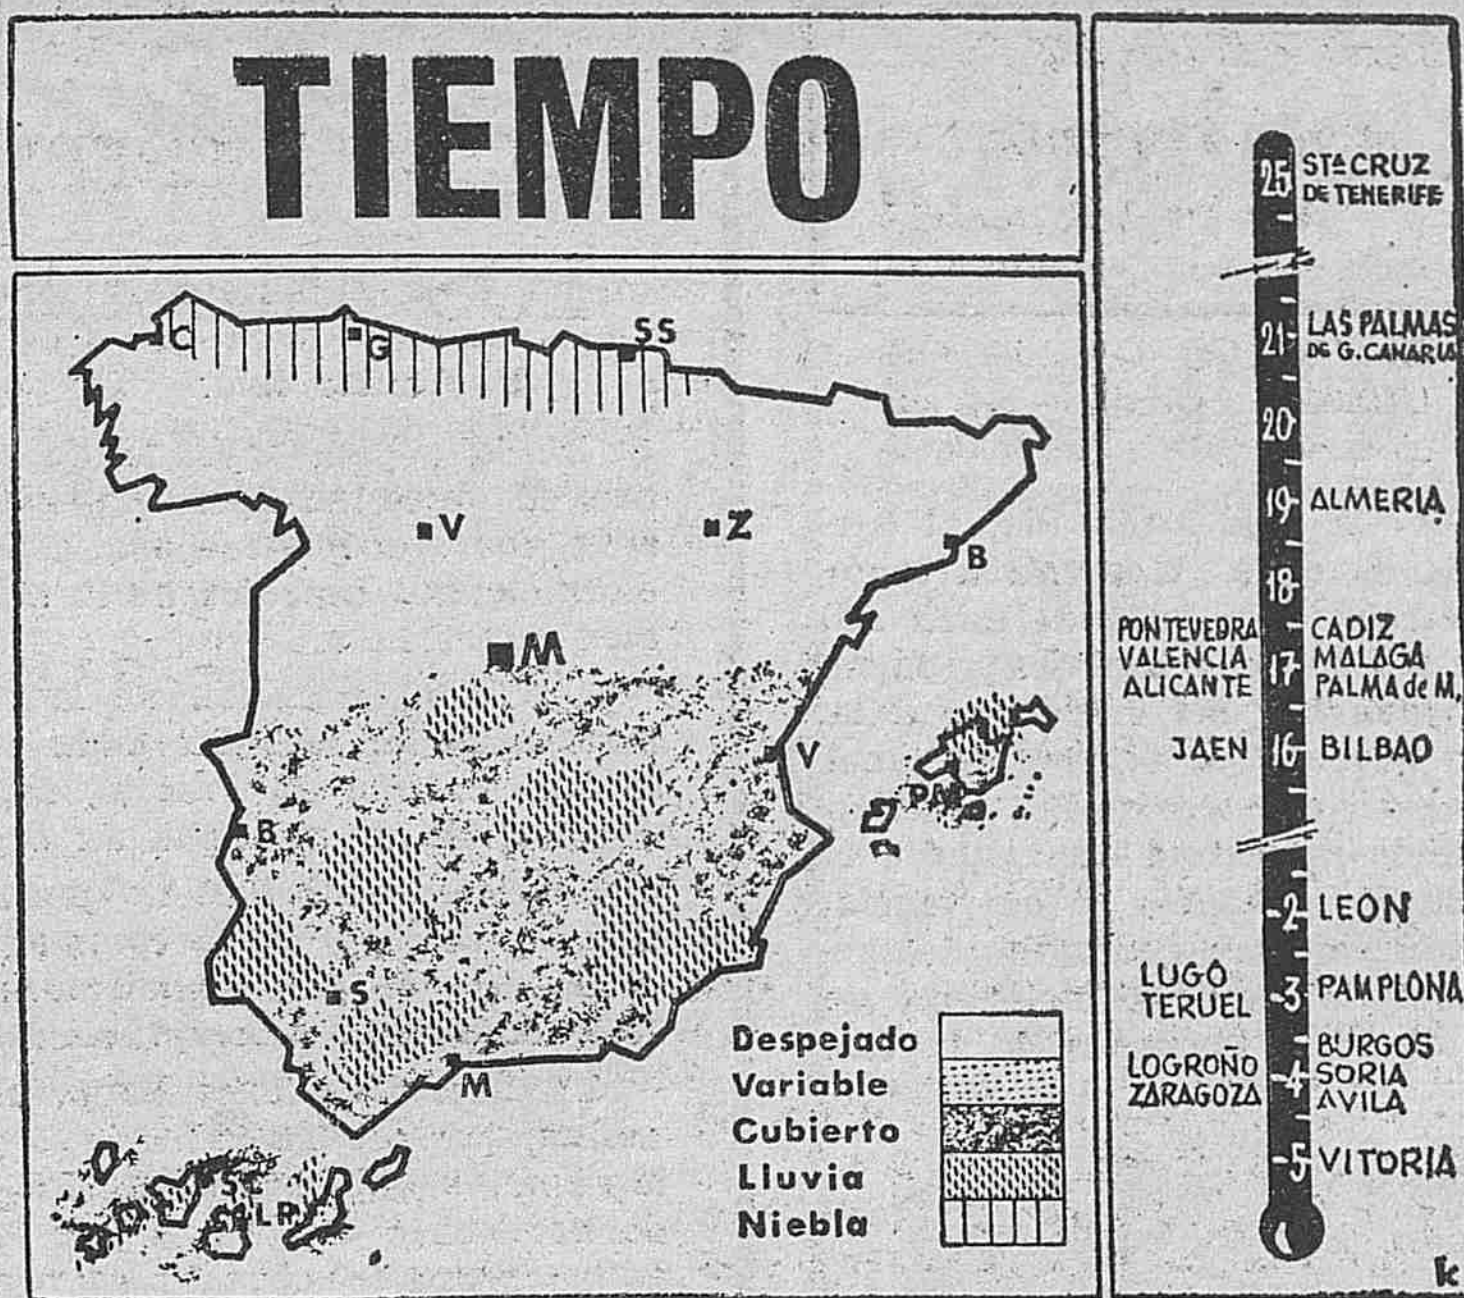 TIEMPO
C
G
SS
V
Z
B
M
V
B
PM
S
M
SC
LP
Despejado
Variable
Cubierto
Lluvia
Niebla
25 STª CRUZ
DE TENERIFE
21 LAS PALMAS
DE G. CANARIA
20
19 ALMERIA
18
PONTEVEDRA CADIZ
VALENCIA 17 MALAGA
ALICANTE PALMA de M.
JAEN 16 BILBAO
-2 LEON
LUGO
TERUEL -3 PAMPLONA
BURGOS
LOGROÑO -4 SORIA
ZARAGOZA AVILA
-5 VITORIA
k